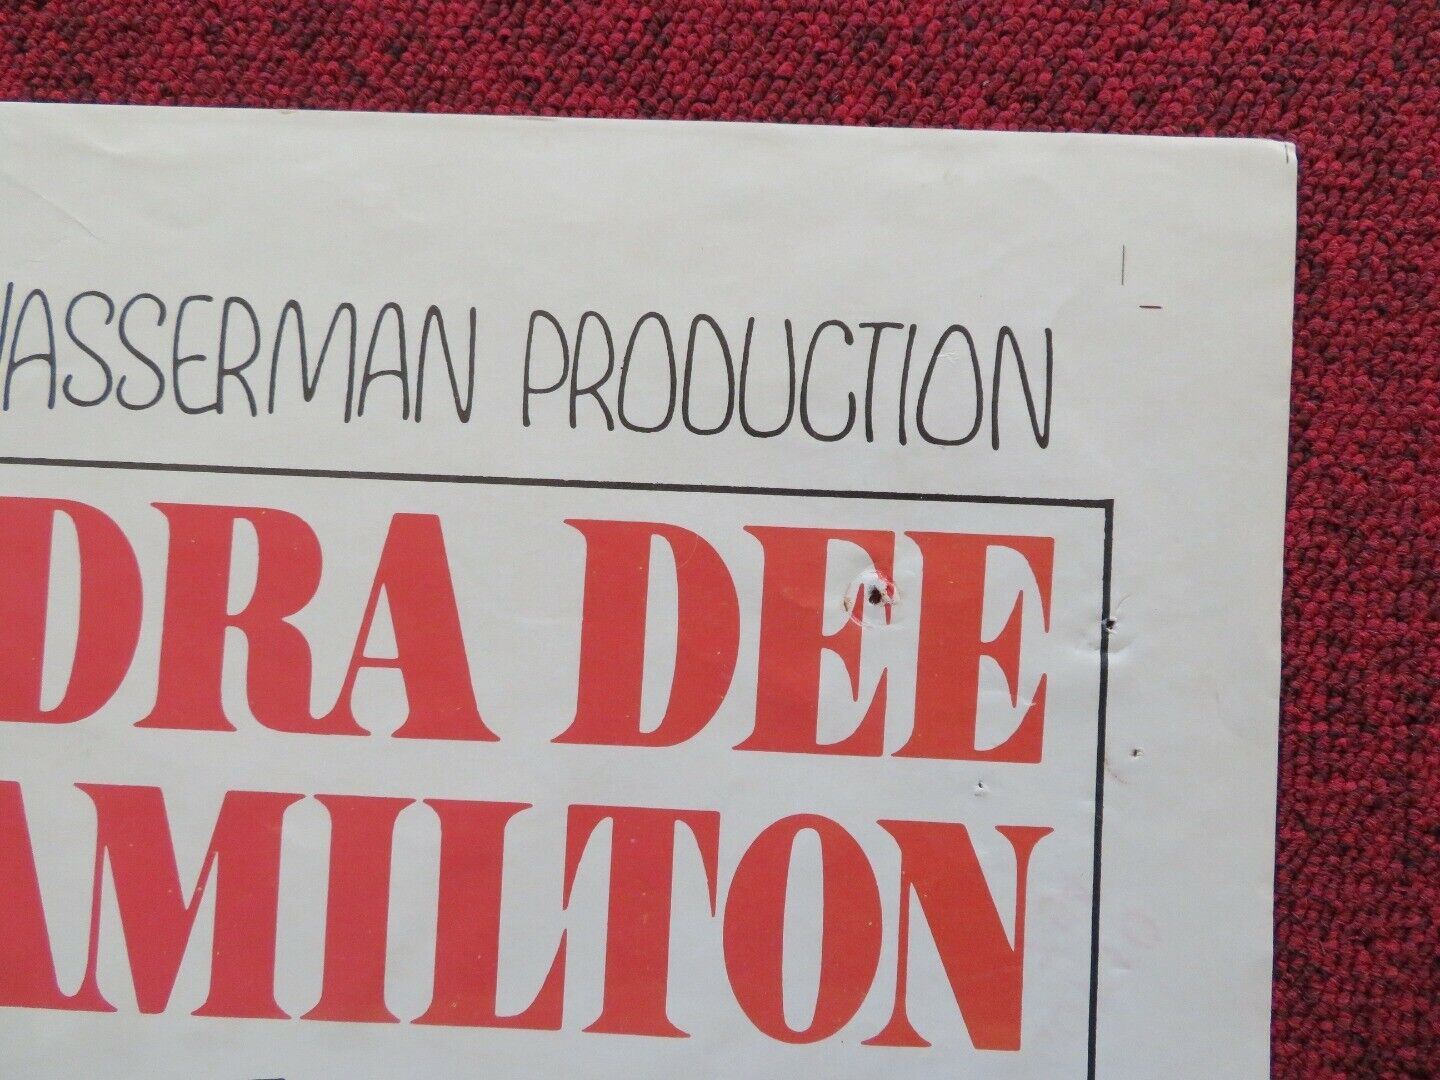 WASSERMAN PRODUCTION
DRA DEE
AMILTON